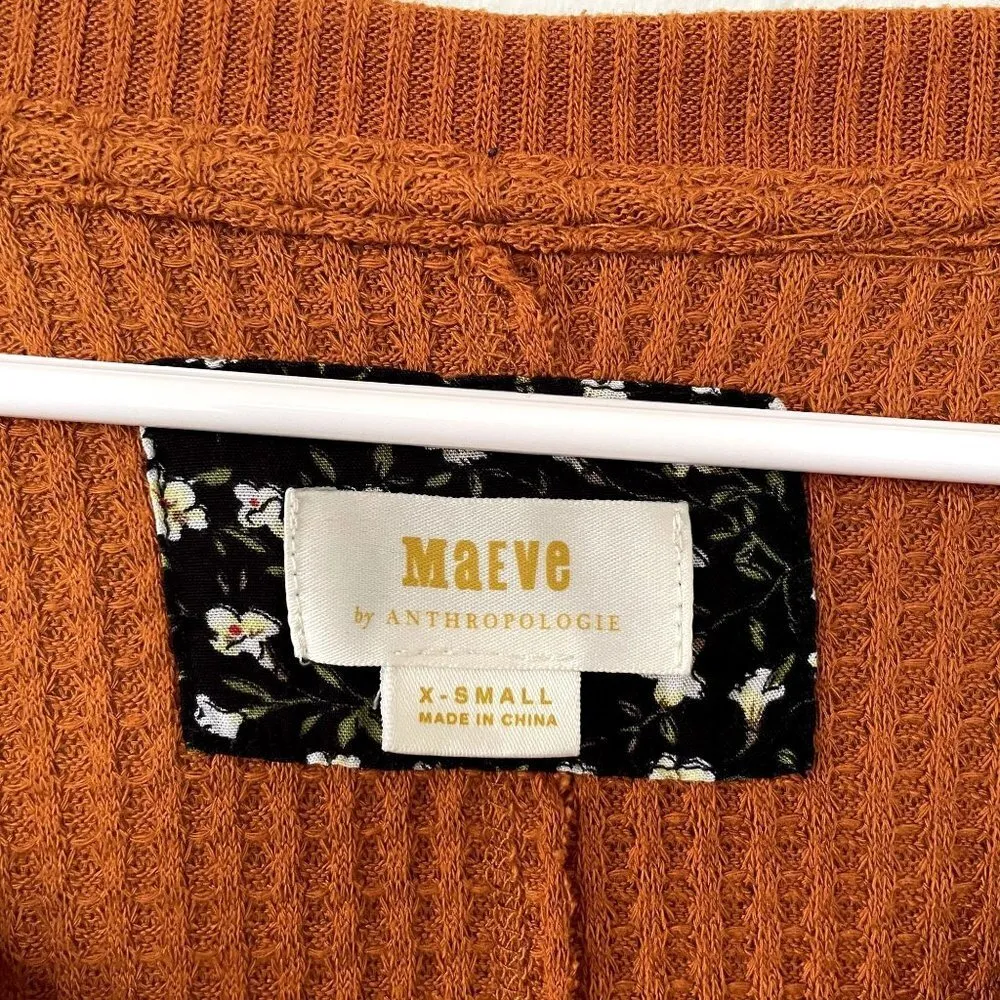 MaEVe
by ANTHROPOLOGIE
X-SMALL
MADE IN CHINA